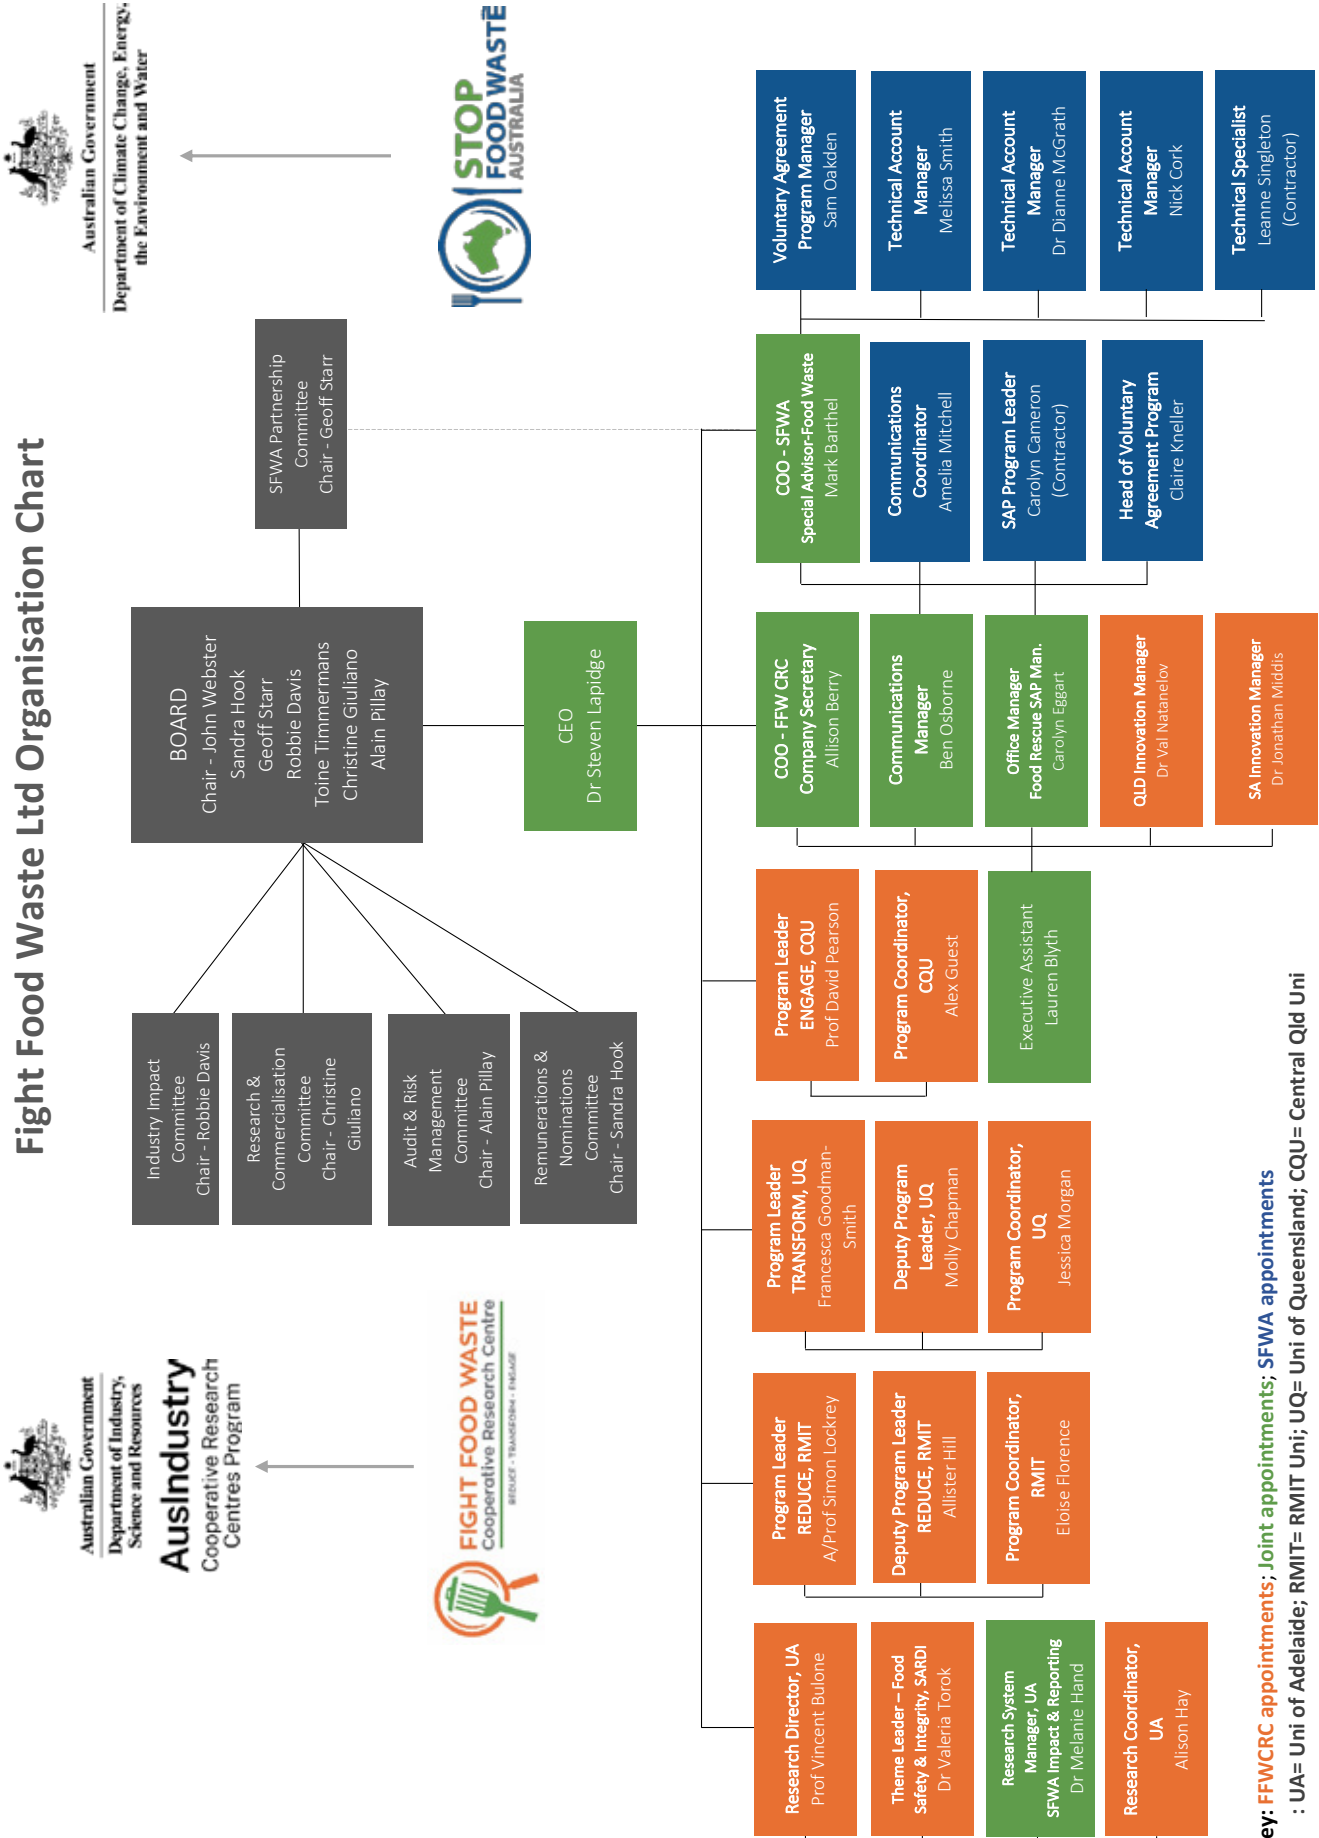 Fight Food Waste Ltd Organisation Chart
Australian Government
Department of Industry,
Science and Resources
AusIndustry
Cooperative Research
Centres Program
FIGHT FOOD WASTE
Cooperative Research Centre
REDUCE - TRANSFORM - ENGAGE
Industry Impact
Committee
Chair - Robbie Davis
Research &
Commercialisation
Committee
Chair - Christine
Giuliano
Audit & Risk
Management
Committee
Chair - Alain Pillay
Remunerations &
Nominations
Committee
Chair - Sandra Hook
BOARD
Chair - John Webster
Sandra Hook
Geoff Starr
Robbie Davis
Toine Timmermans
Christine Giuliano
Alain Pillay
SFWA Partnership
Committee
Chair - Geoff Starr
Australian Government
Department of Climate Change, Energy,
the Environment and Water
STOP
FOOD WASTE
AUSTRALIA
CEO
Dr Steven Lapidge
Research Director, UA
Prof Vincent Bulone
Theme Leader – Food
Safety & Integrity, SARDI
Dr Valeria Torok
Research System
Manager, UA
SFWA Impact & Reporting
Dr Melanie Hand
Research Coordinator,
UA
Alison Hay
Program Leader
REDUCE, RMIT
A/Prof Simon Lockrey
Deputy Program Leader
REDUCE, RMIT
Allister Hill
Program Coordinator,
RMIT
Eloise Florence
Program Leader
TRANSFORM, UQ
Francesca Goodman-
Smith
Deputy Program
Leader, UQ
Molly Chapman
Program Coordinator,
UQ
Jessica Morgan
Program Leader
ENGAGE, CQU
Prof David Pearson
Program Coordinator,
CQU
Alex Guest
Executive Assistant
Lauren Blyth
COO - FFW CRC
Company Secretary
Allison Berry
Communications
Manager
Ben Osborne
Office Manager
Food Rescue SAP Man.
Carolyn Eggart
QLD Innovation Manager
Dr Val Natanelov
SA Innovation Manager
Dr Jonathan Middis
COO - SFWA
Special Advisor-Food Waste
Mark Barthel
Communications
Coordinator
Amelia Mitchell
SAP Program Leader
Carolyn Cameron
(Contractor)
Head of Voluntary
Agreement Program
Claire Kneller
Voluntary Agreement
Program Manager
Sam Oakden
Technical Account
Manager
Melissa Smith
Technical Account
Manager
Dr Dianne McGrath
Technical Account
Manager
Nick Cork
Technical Specialist
Leanne Singleton
(Contractor)
ey: FFWCRC appointments; Joint appointments; SFWA appointments
: UA= Uni of Adelaide; RMIT= RMIT Uni; UQ= Uni of Queensland; CQU= Central Qld Uni